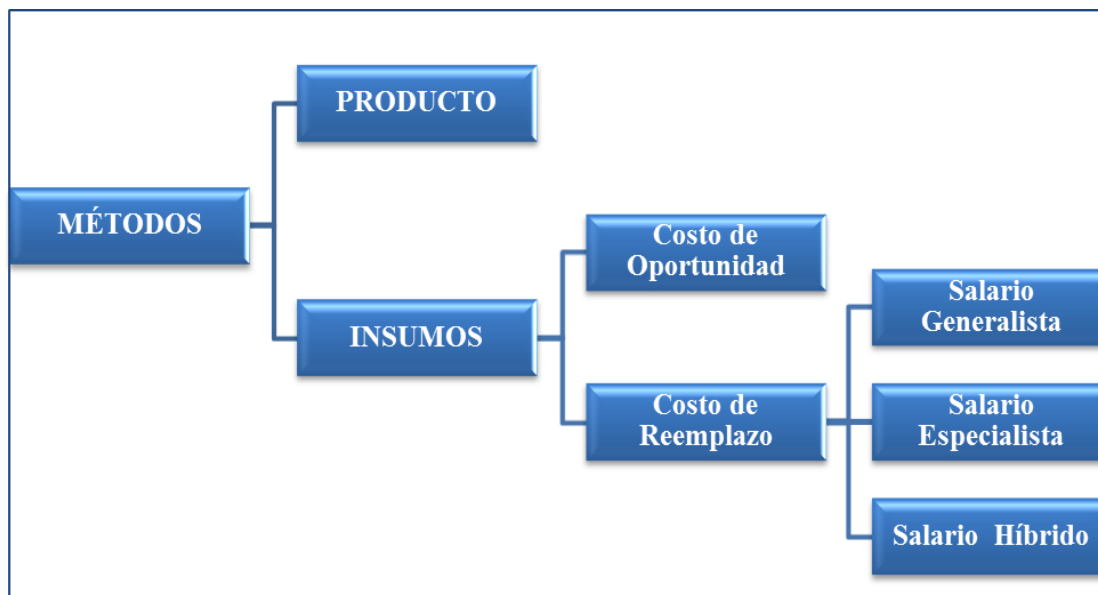 MÉTODOS
PRODUCTO
INSUMOS
Costo de
Oportunidad
Costo de
Reemplazo
Salario
Generalista
Salario
Especialista
Salario Híbrido